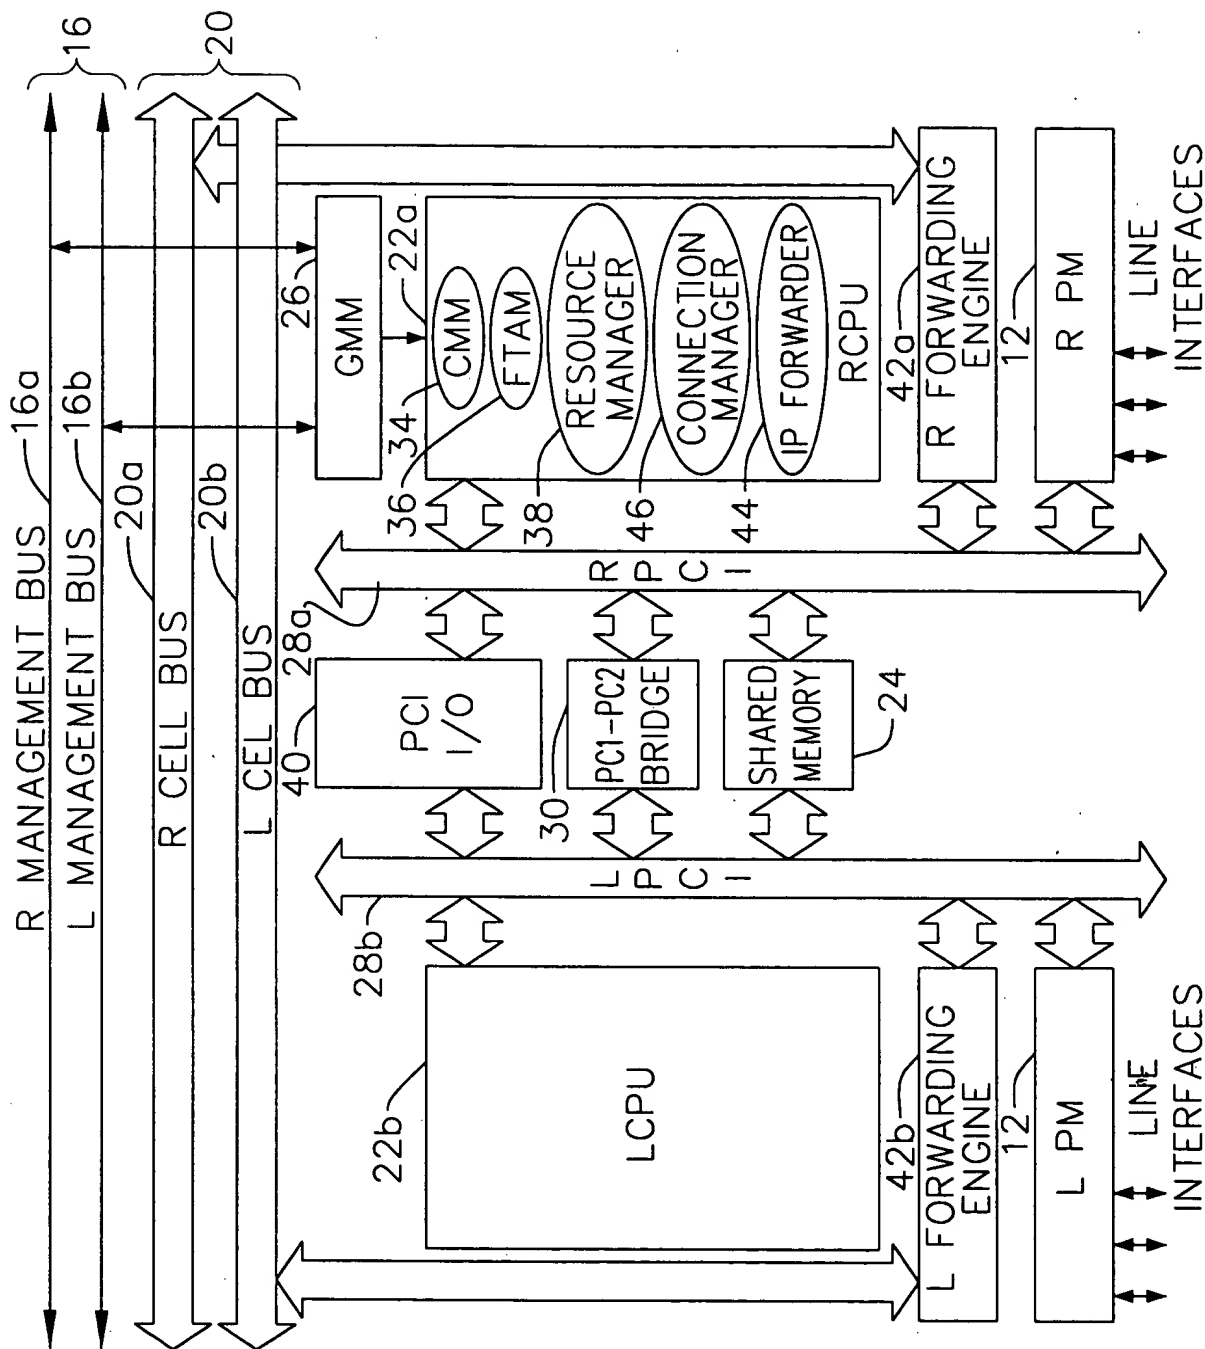 R MANAGEMENT BUS
16a
L MANAGEMENT BUS
16b
16
20a
R CELL BUS
20b
L CEL BUS
20
40
PCI
I/O
28a
26
GMM
22a
34
CMM
36
FTAM
38
RESOURCE
MANAGER
46
CONNECTION
MANAGER
44
IP FORWARDER
RCPU
28b
LPCI
RPCI
30
PC1-PC2
BRIDGE
SHARED
MEMORY
24
22b
LCPU
42b
L FORWARDING
ENGINE
12
L PM
LINE
INTERFACES
42a
R FORWARDING
ENGINE
12
R PM
LINE
INTERFACES